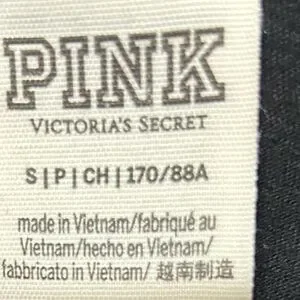 PINK
VICTORIA'S SECRET
S | P | CH | 170/88A
made in Vietnam/fabriqué au
Vietnam/hecho en Vietnam/
fabbricato in Vietnam/ 越南制造